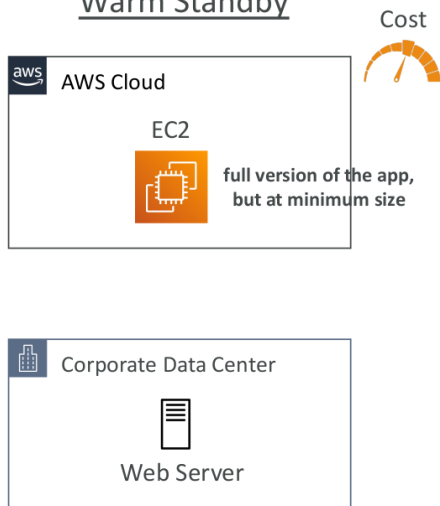 Warm Standby
Cost
aws
AWS Cloud
EC2
full version of the app,
but at minimum size
Corporate Data Center
Web Server